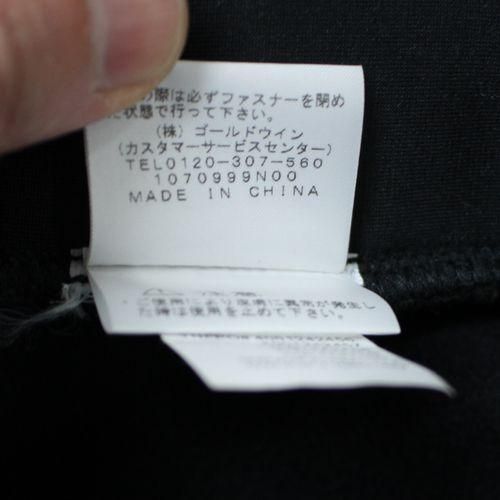 の際は必ずファスナーを閉め
た状態で行って下さい。
(株) ゴールドウイン
(カスタマーサービスセンター)
TEL0120-307-560
1070999N00
MADE IN CHINA
ご使用により皮膚に異常が発生し
た時は使用を止めて下さい。